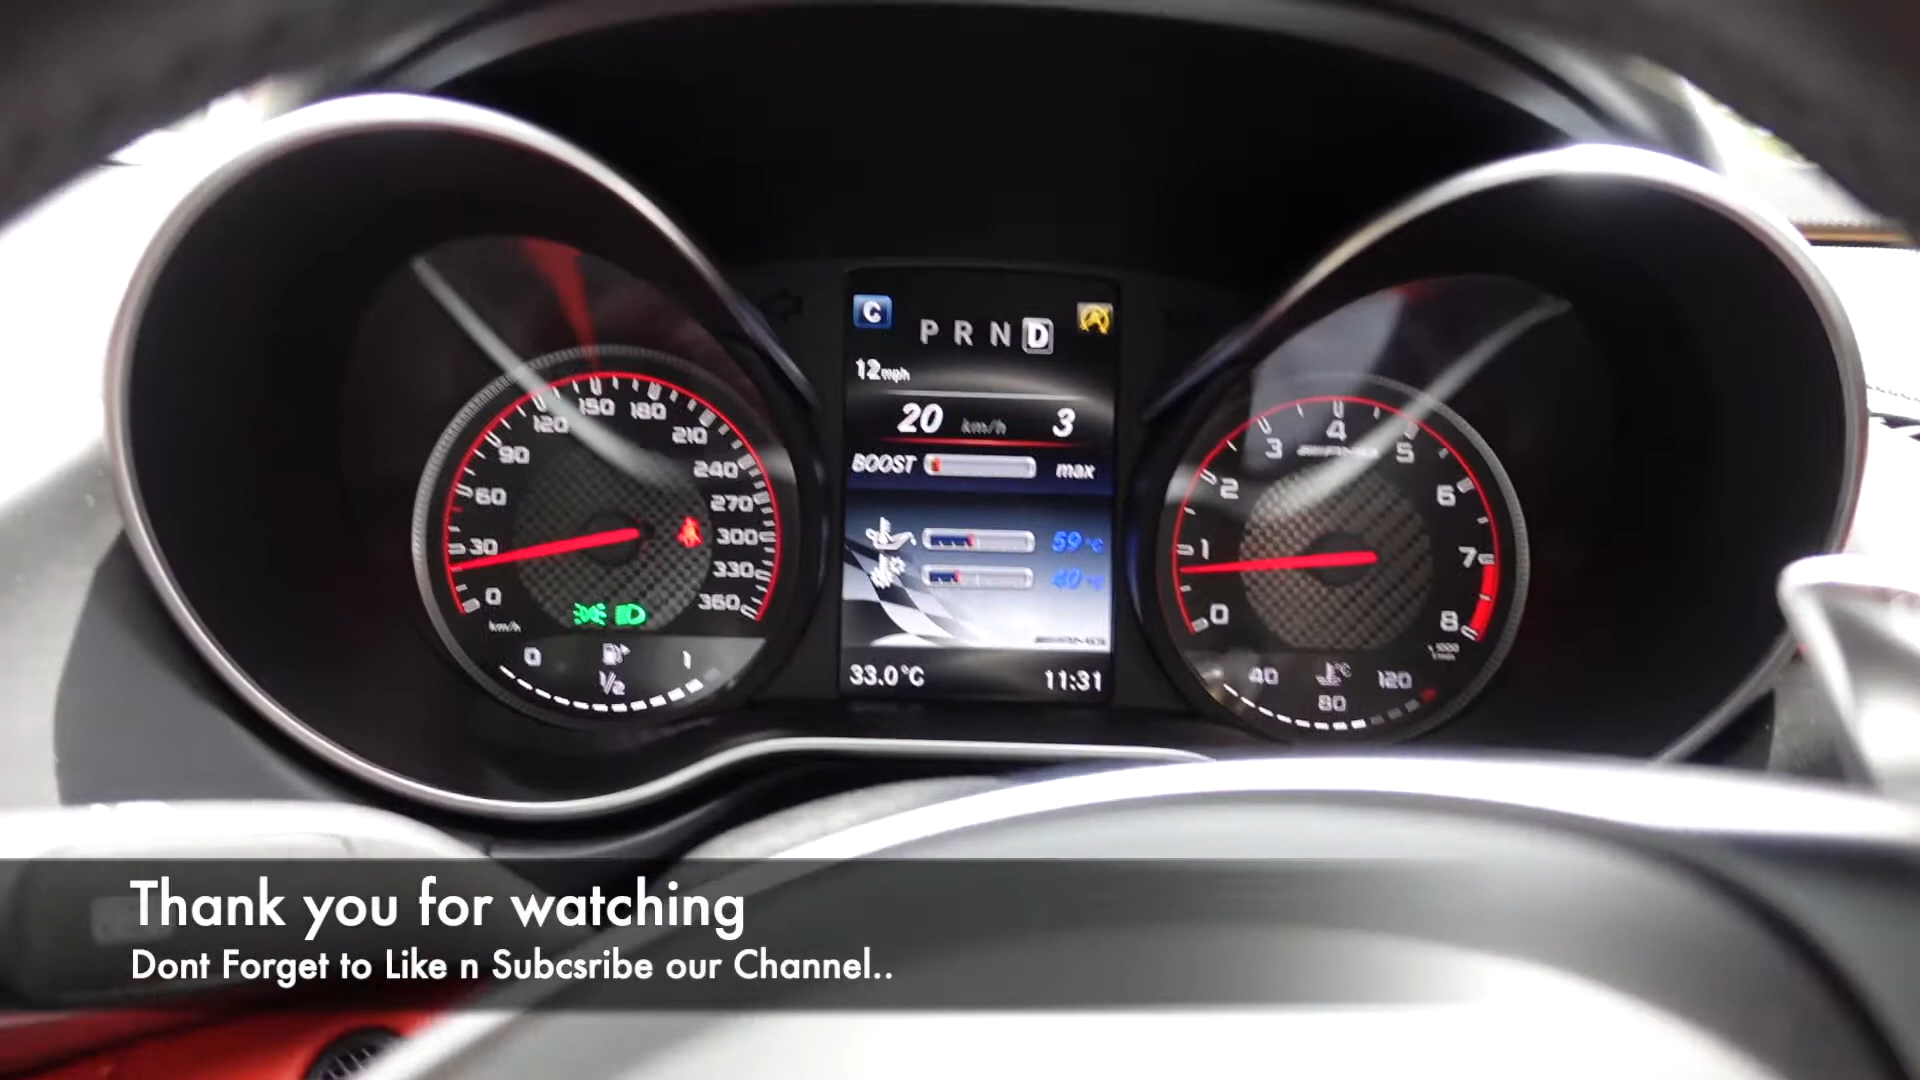 120 150 180
90 210
60 240
270
30 300
330
0 360
km/h
0 1
1/2
C P R N D
12 mph
20 km/h 3
BOOST max
59 °C
33.0°C 11:31
3 4 5
2 6
1 7
0 8
40 °C 120
80
Thank you for watching
Dont Forget to Like n Subcsribe our Channel..